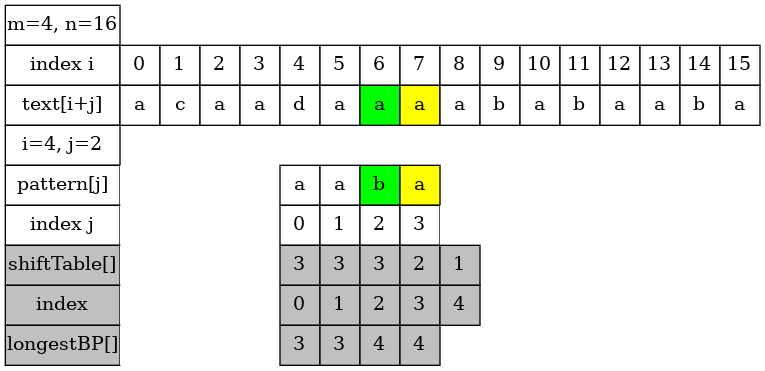 m=4, n=16
index i 0 1 2 3 4 5 6 7 8 9 10 11 12 13 14 15
text[i+j] a c a a d a a a a b a b a a b a
i=4, j=2
pattern[j] a a b a
index j 0 1 2 3
shiftTable[] 3 3 3 2 1
index 0 1 2 3 4
longestBP[] 3 3 4 4